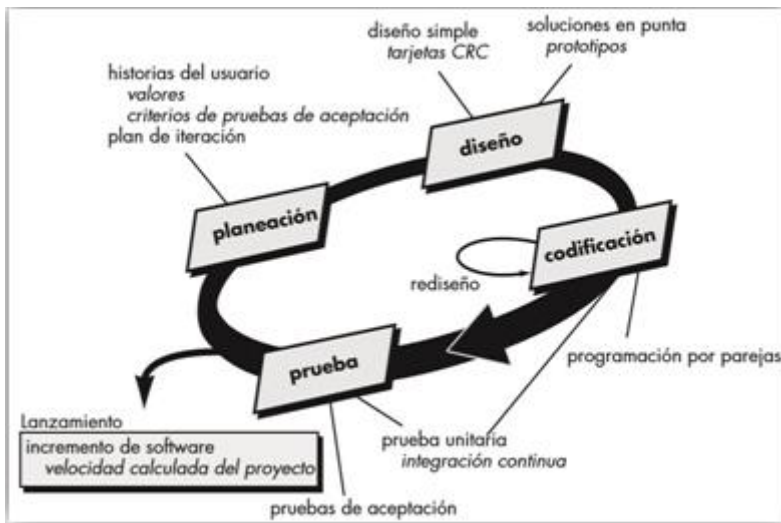 diseño simple
tarjetas CRC
soluciones en punta
prototipos
historias del usuario
valores
criterios de pruebas de aceptación
plan de iteración
diseño
planeación
codificación
rediseño
programación por parejas
prueba
Lanzamiento
incremento de software
velocidad calculada del proyecto
prueba unitaria
integración continua
pruebas de aceptación